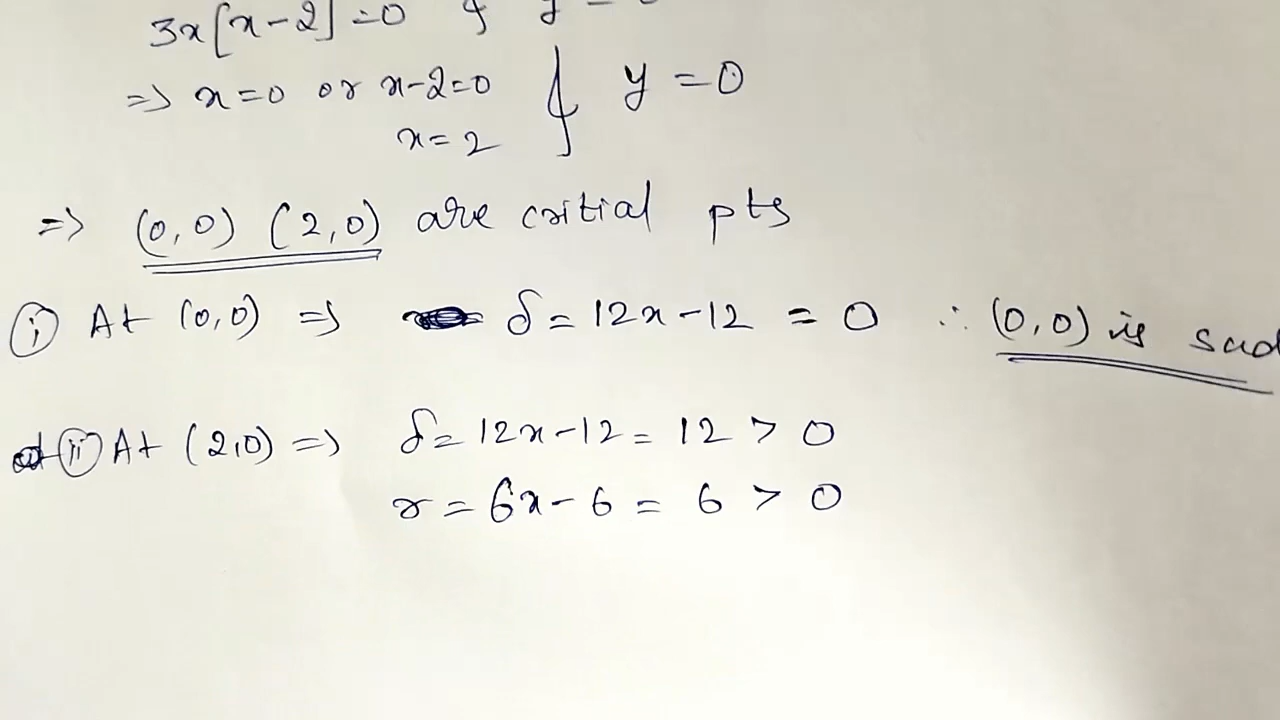 3x[x-2]=0 & y =
=> x=0 or x-2=0 } y=0
x=2
=> (0,0) (2,0) are critial pts
(i) At (0,0) => δ = 12x-12 = 0 ∴ (0,0) is sad
(ii) At (2,0) => δ = 12x-12 = 12 > 0
r = 6x-6 = 6 > 0